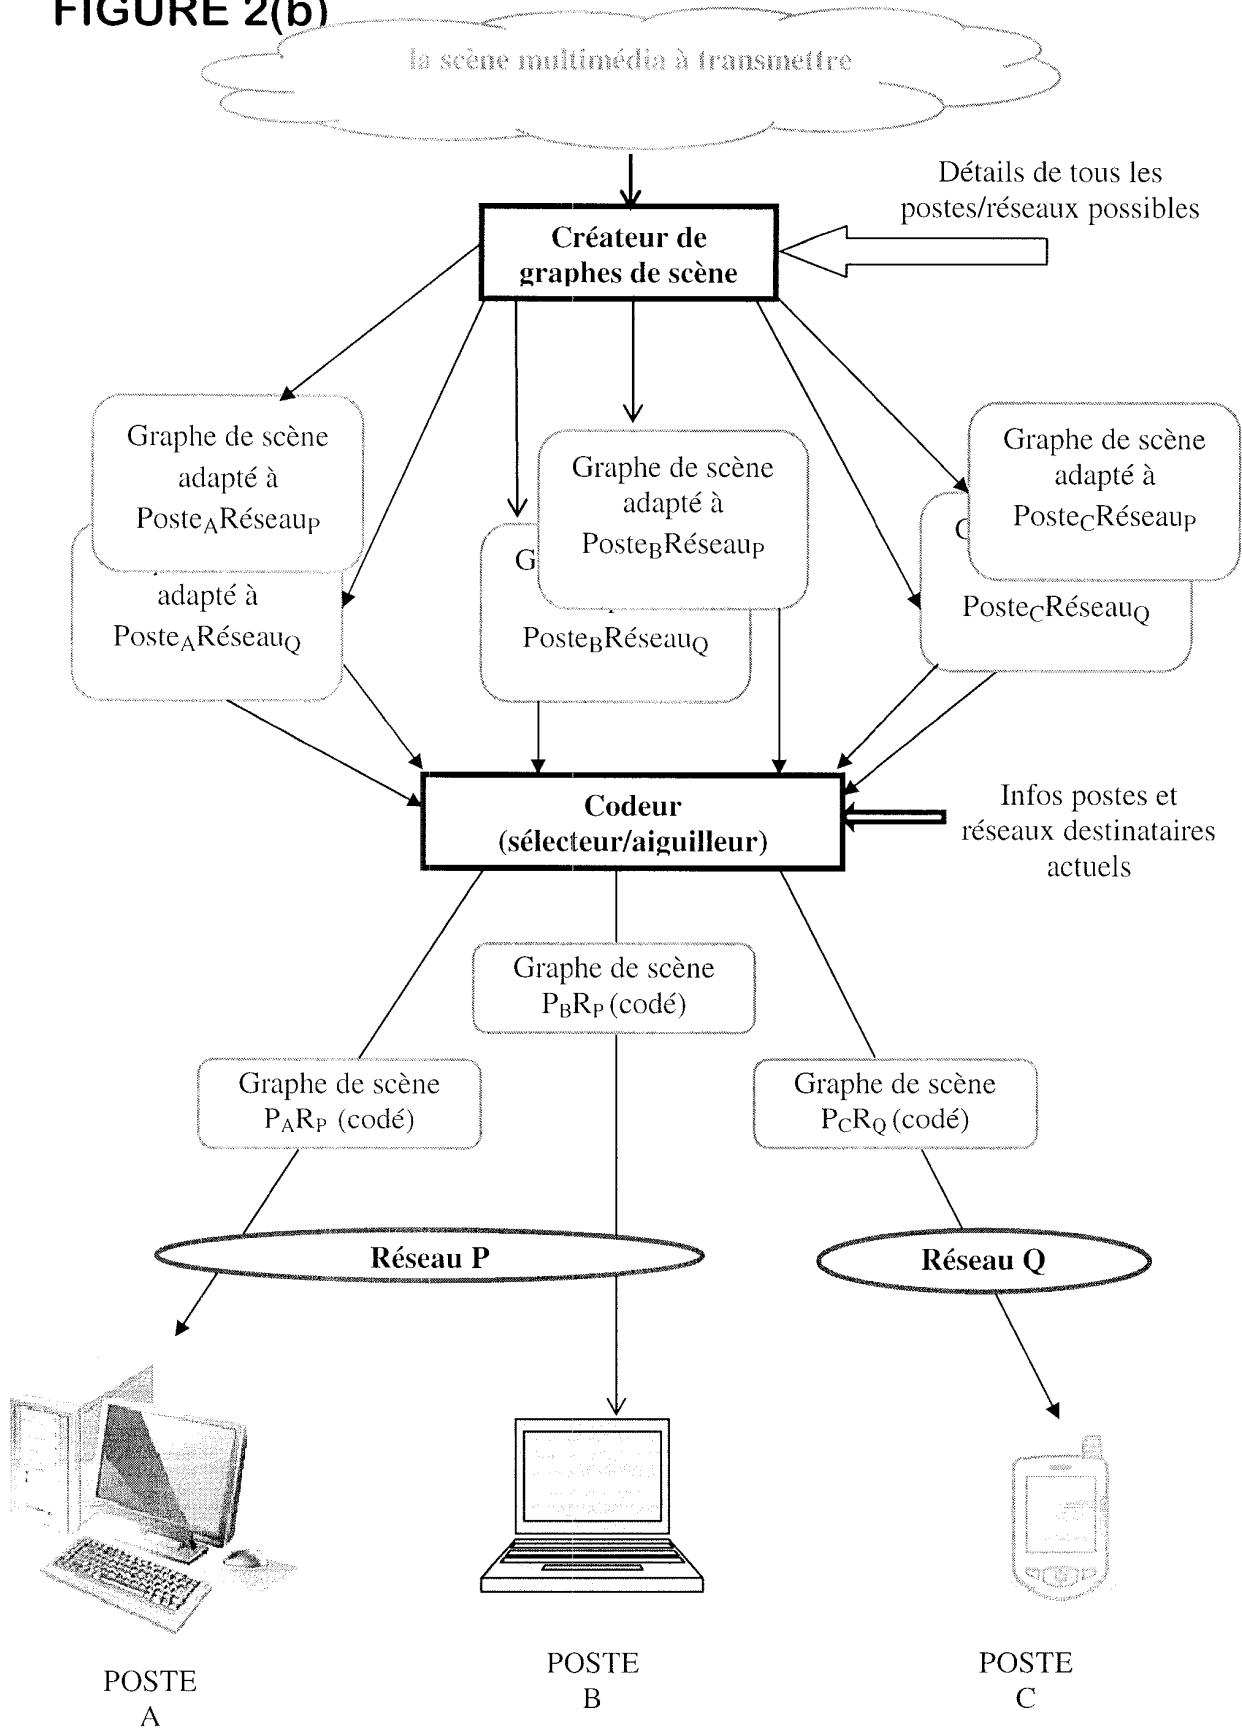 FIGURE 2(b)
la scène multimédia à transmettre
Détails de tous les
postes/réseaux possibles
Créateur de
graphes de scène
Graphe de scène
adapté à
PosteARéseauP
adapté à
PosteARéseauQ
Graphe de scène
adapté à
PosteBRéseauP
G
PosteBRéseauQ
Graphe de scène
adapté à
PosteCRéseauP
PosteCRéseauQ
Codeur
(sélecteur/aiguilleur)
Infos postes et
réseaux destinataires
actuels
Graphe de scène
PBRP (codé)
Graphe de scène
PARP (codé)
Graphe de scène
PCRQ (codé)
Réseau P
Réseau Q
POSTE
A
POSTE
B
POSTE
C